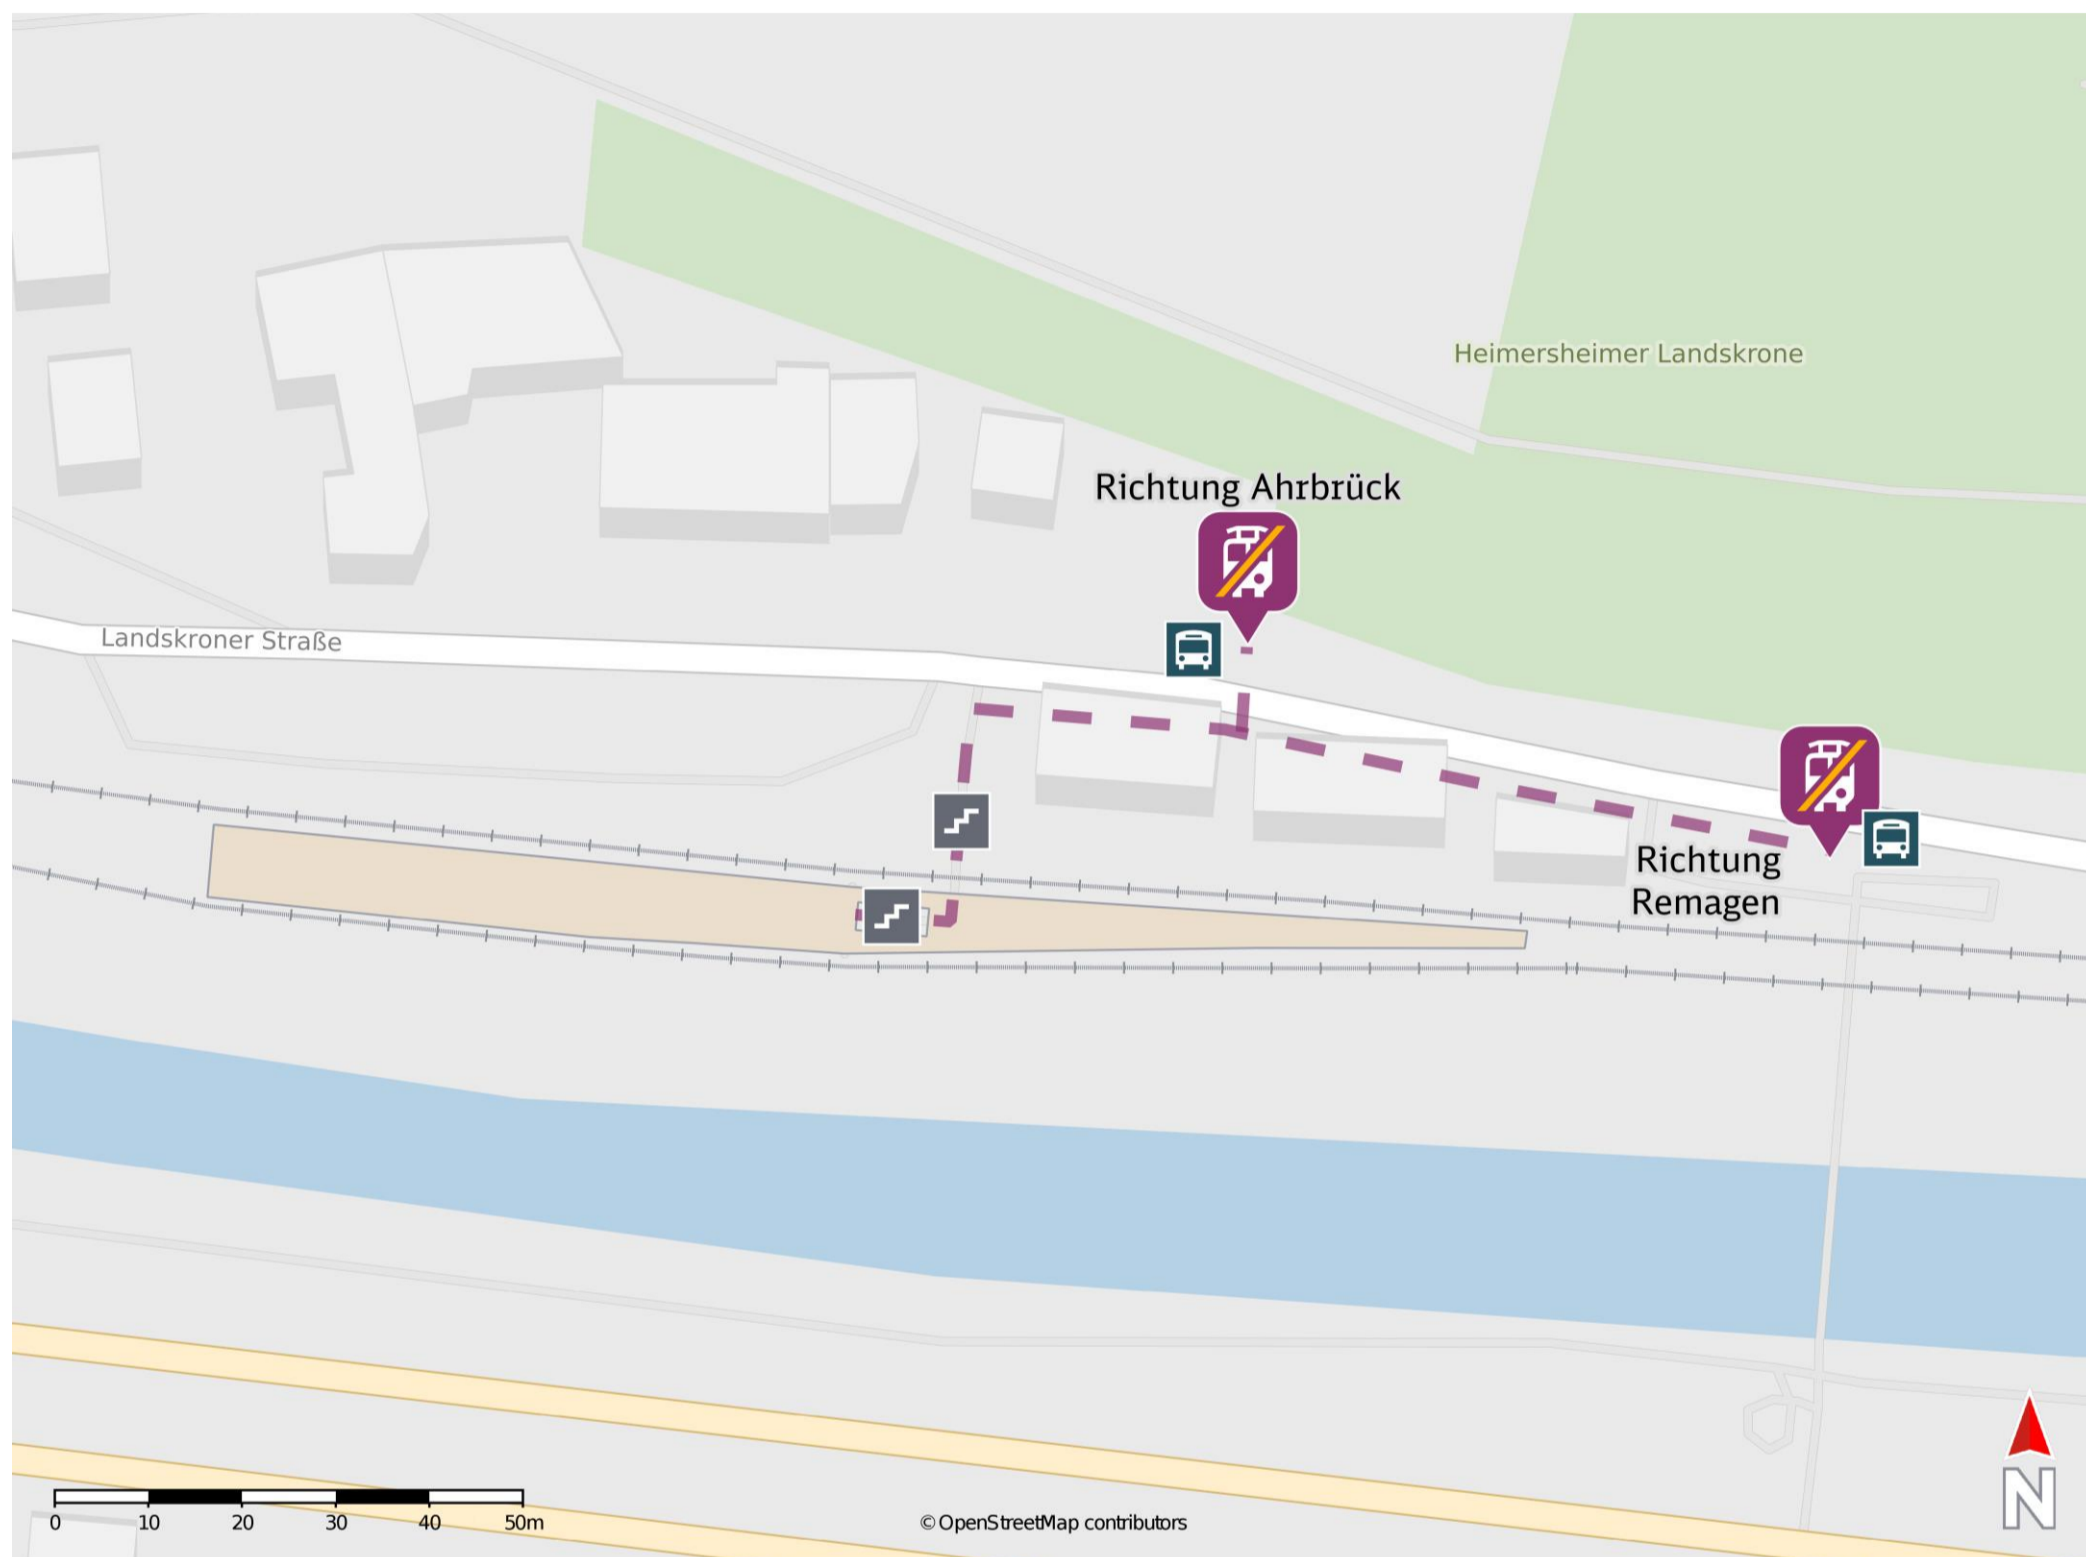 Heimersheimer Landskrone
Richtung Ahrbrück
Landskroner Straße
Richtung
Remagen
0 10 20 30 40 50m
© OpenStreetMap contributors
N